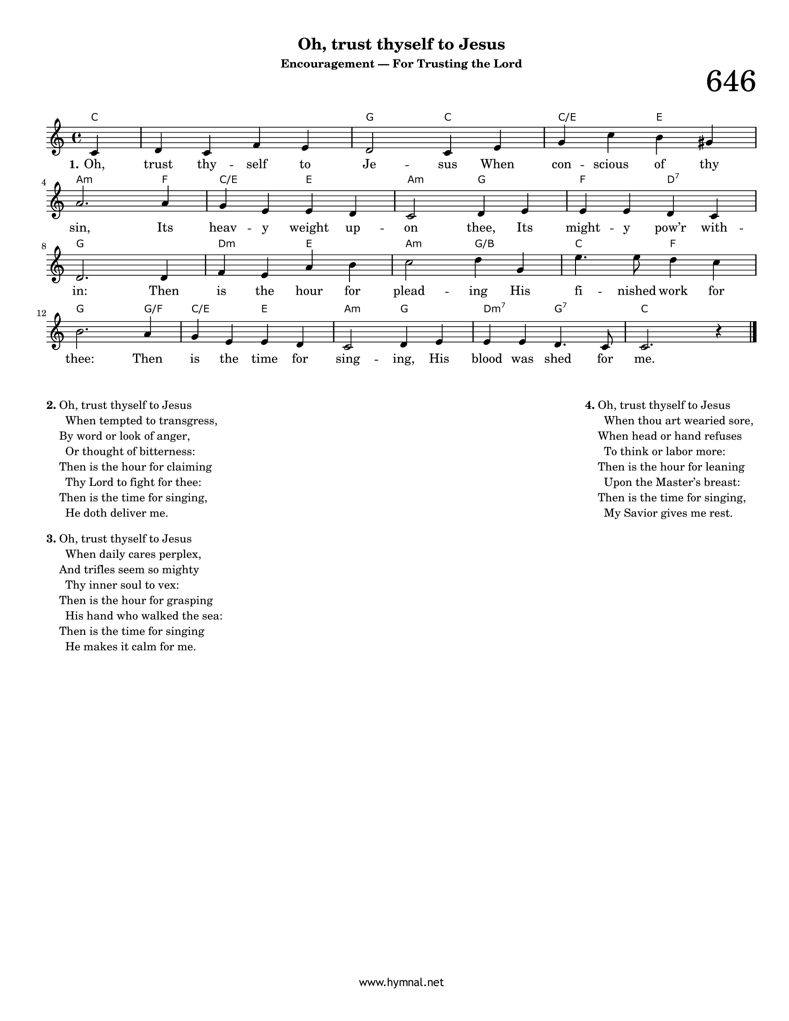 Oh, trust thyself to Jesus
Encouragement — For Trusting the Lord
646
C G C C/E E
1. Oh, trust thy - self to Je - sus When con - scious of thy
4 Am F C/E E Am G F D7
sin, Its heav - y weight up - on thee, Its might - y pow'r with -
8 G Dm E Am G/B C F
in: Then is the hour for plead - ing His fi - nished work for
12 G G/F C/E E Am G Dm7 G7 C
thee: Then is the time for sing - ing, His blood was shed for me.
2. Oh, trust thyself to Jesus
When tempted to transgress,
By word or look of anger,
Or thought of bitterness:
Then is the hour for claiming
Thy Lord to fight for thee:
Then is the time for singing,
He doth deliver me.
3. Oh, trust thyself to Jesus
When daily cares perplex,
And trifles seem so mighty
Thy inner soul to vex:
Then is the hour for grasping
His hand who walked the sea:
Then is the time for singing
He makes it calm for me.
4. Oh, trust thyself to Jesus
When thou art wearied sore,
When head or hand refuses
To think or labor more:
Then is the hour for leaning
Upon the Master's breast:
Then is the time for singing,
My Savior gives me rest.
www.hymnal.net